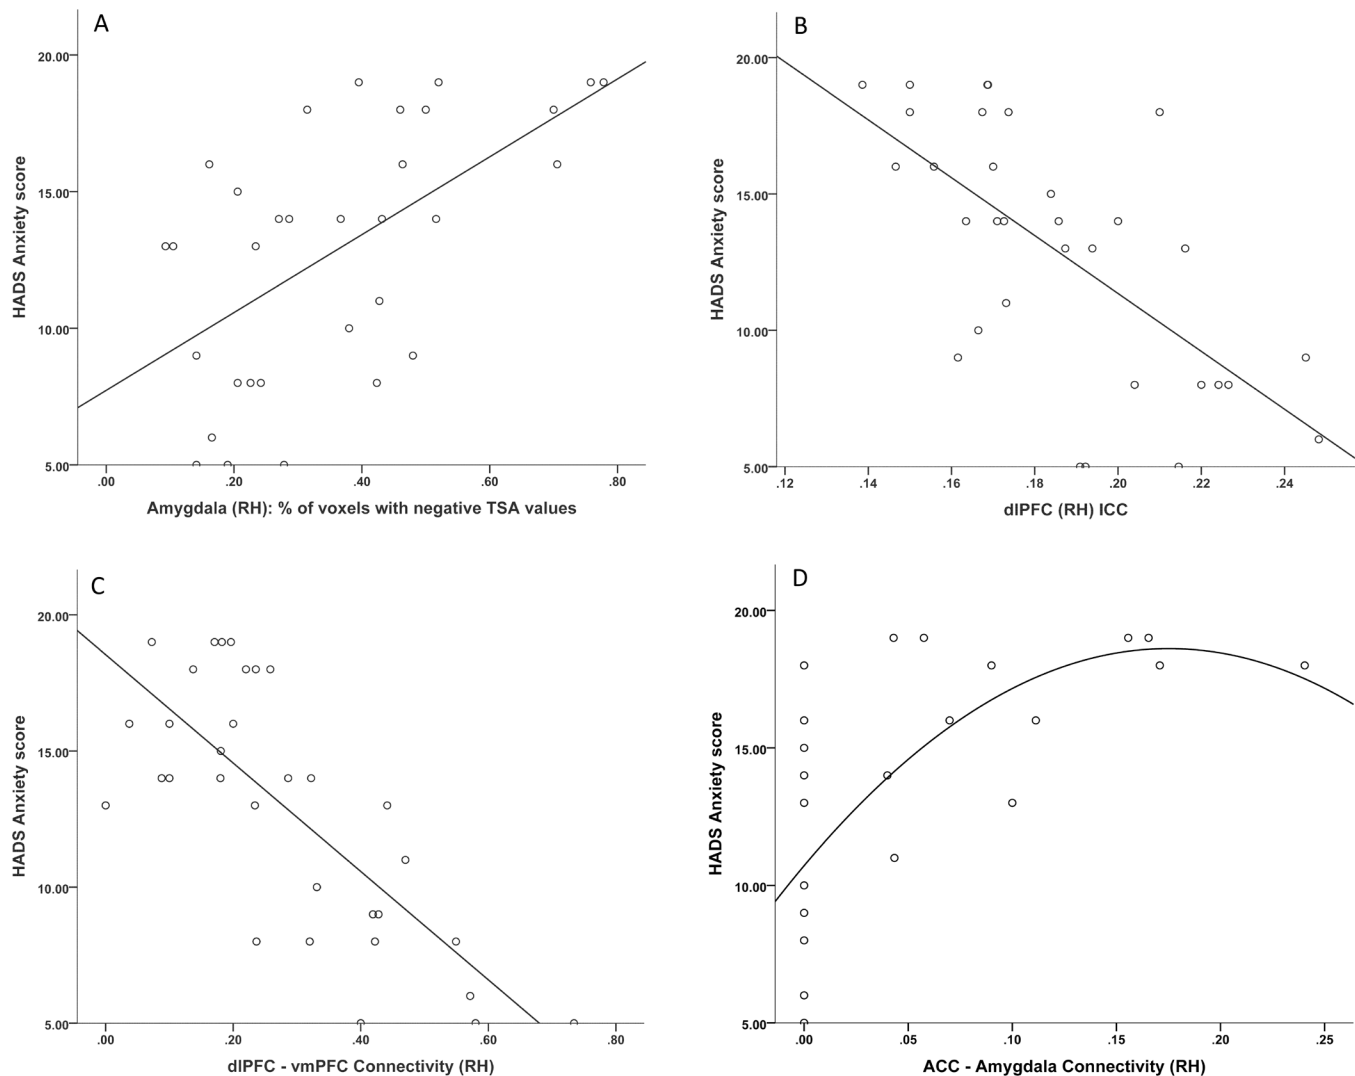 A
20.00
15.00
10.00
5.00
HADS Anxiety score
.00 .20 .40 .60 .80
Amygdala (RH): % of voxels with negative TSA values
B
20.00
15.00
10.00
5.00
HADS Anxiety score
.12 .14 .16 .18 .20 .22 .24
dlPFC (RH) ICC
C
20.00
15.00
10.00
5.00
HADS Anxiety score
.00 .20 .40 .60 .80
dlPFC - vmPFC Connectivity (RH)
D
20.00
15.00
10.00
5.00
HADS Anxiety score
.00 .05 .10 .15 .20 .25
ACC - Amygdala Connectivity (RH)